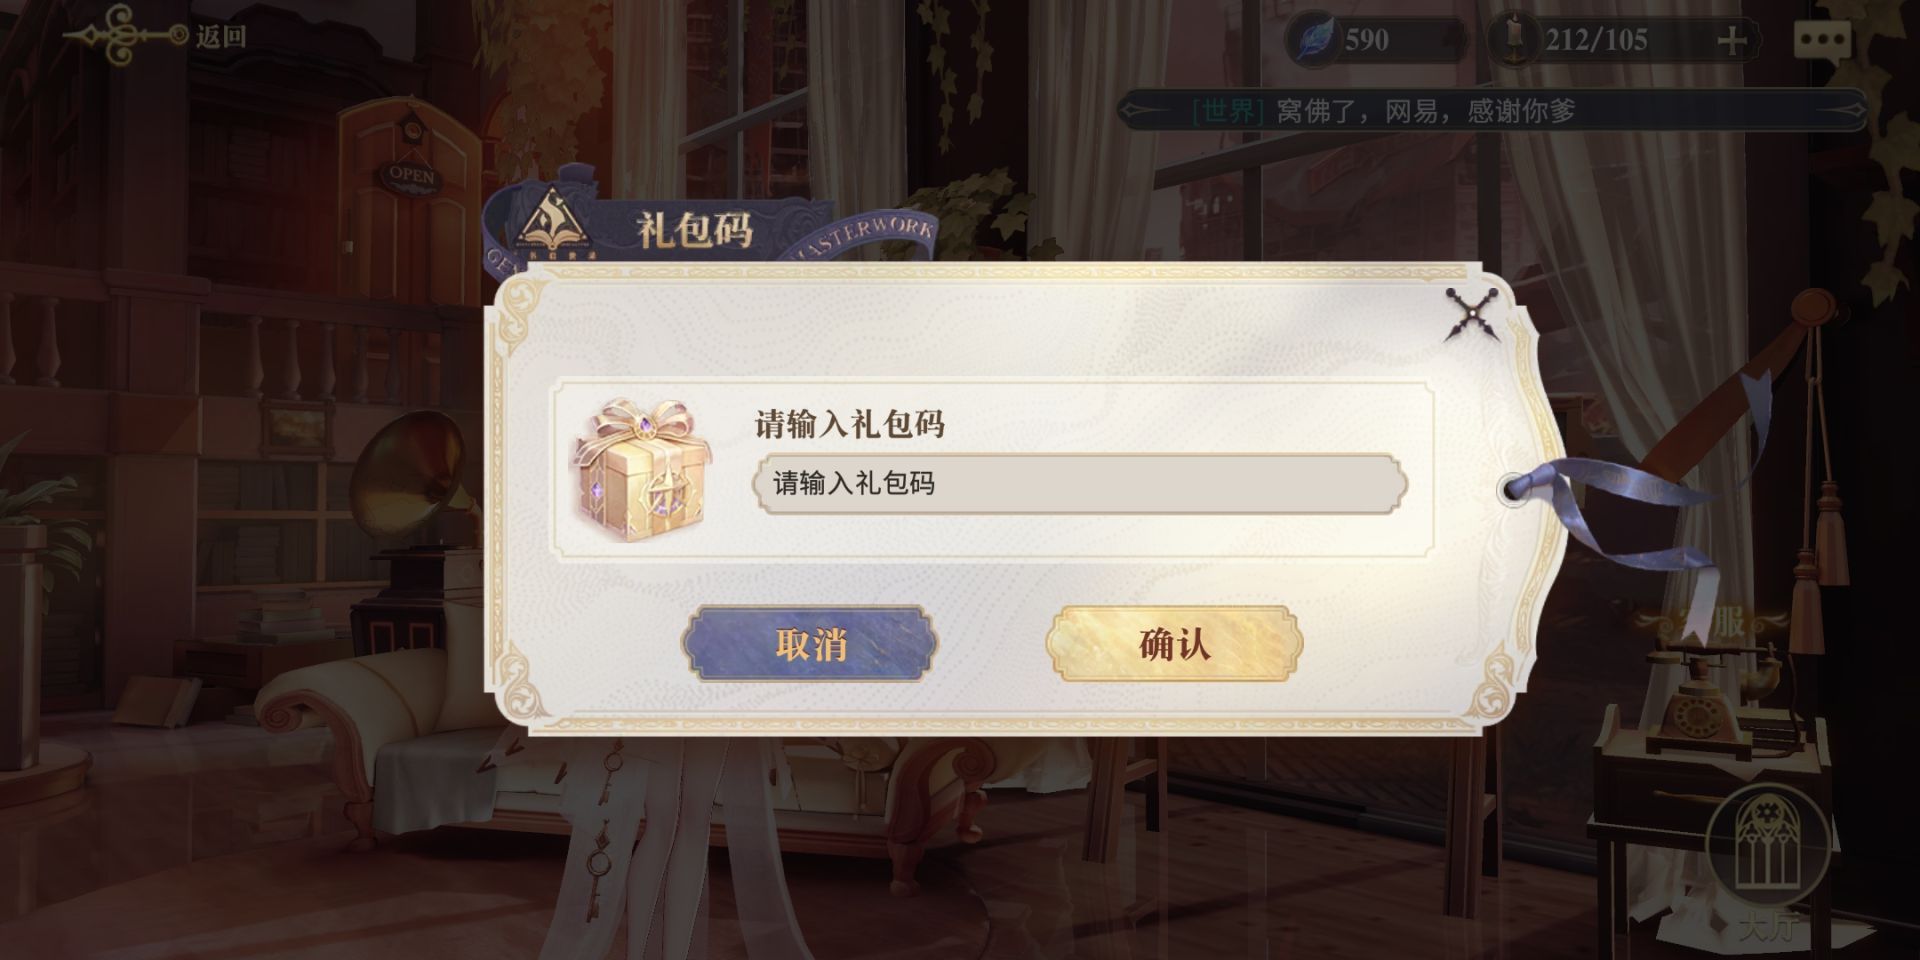 返回
590
212/105
[世界] 窝佛了，网易，感谢你爹
OPEN
礼包码
MASTERWORK
请输入礼包码
请输入礼包码
取消
确认
服
大厅